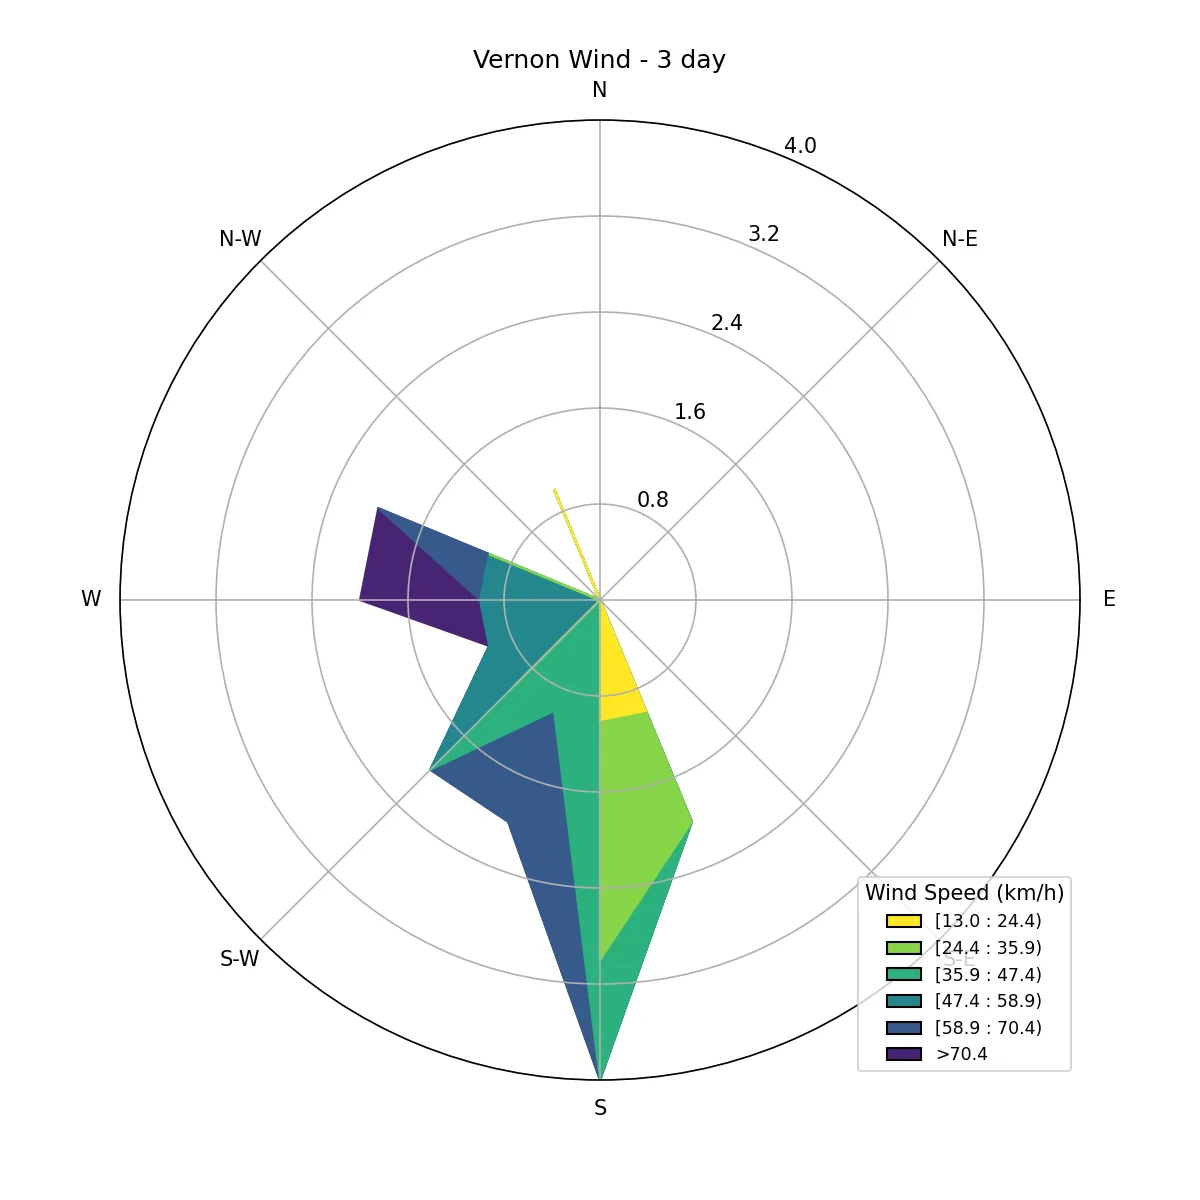 Vernon Wind - 3 day
N
4.0
N-W
3.2
N-E
2.4
1.6
0.8
W
E
Wind Speed (km/h)
[13.0 : 24.4)
[24.4 : 35.9)
S-W
S-E
[35.9 : 47.4)
[47.4 : 58.9)
[58.9 : 70.4)
>70.4
S